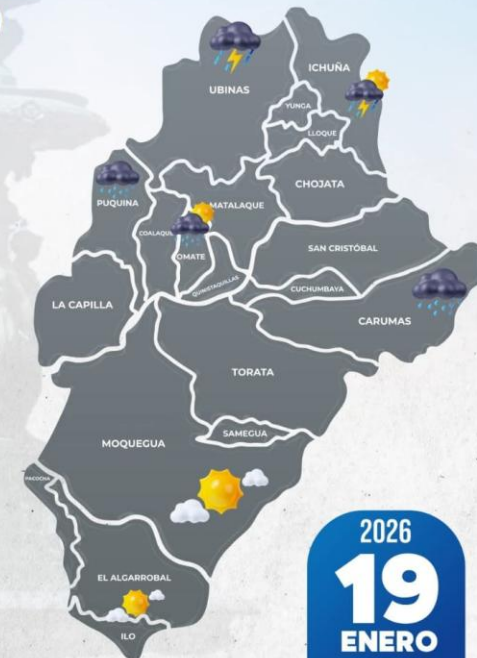 ICHUÑA
UBINAS
YUNGA
LLOQUE
CHOJATA
PUQUINA
MATALAQUE
COALAQUE
OMATE
SAN CRISTÓBAL
QUINISTAQUILLAS
CUCHUMBAYA
LA CAPILLA
CARUMAS
TORATA
SAMEGUA
MOQUEGUA
PACOCHA
EL ALGARROBAL
ILO
2026
19
ENERO